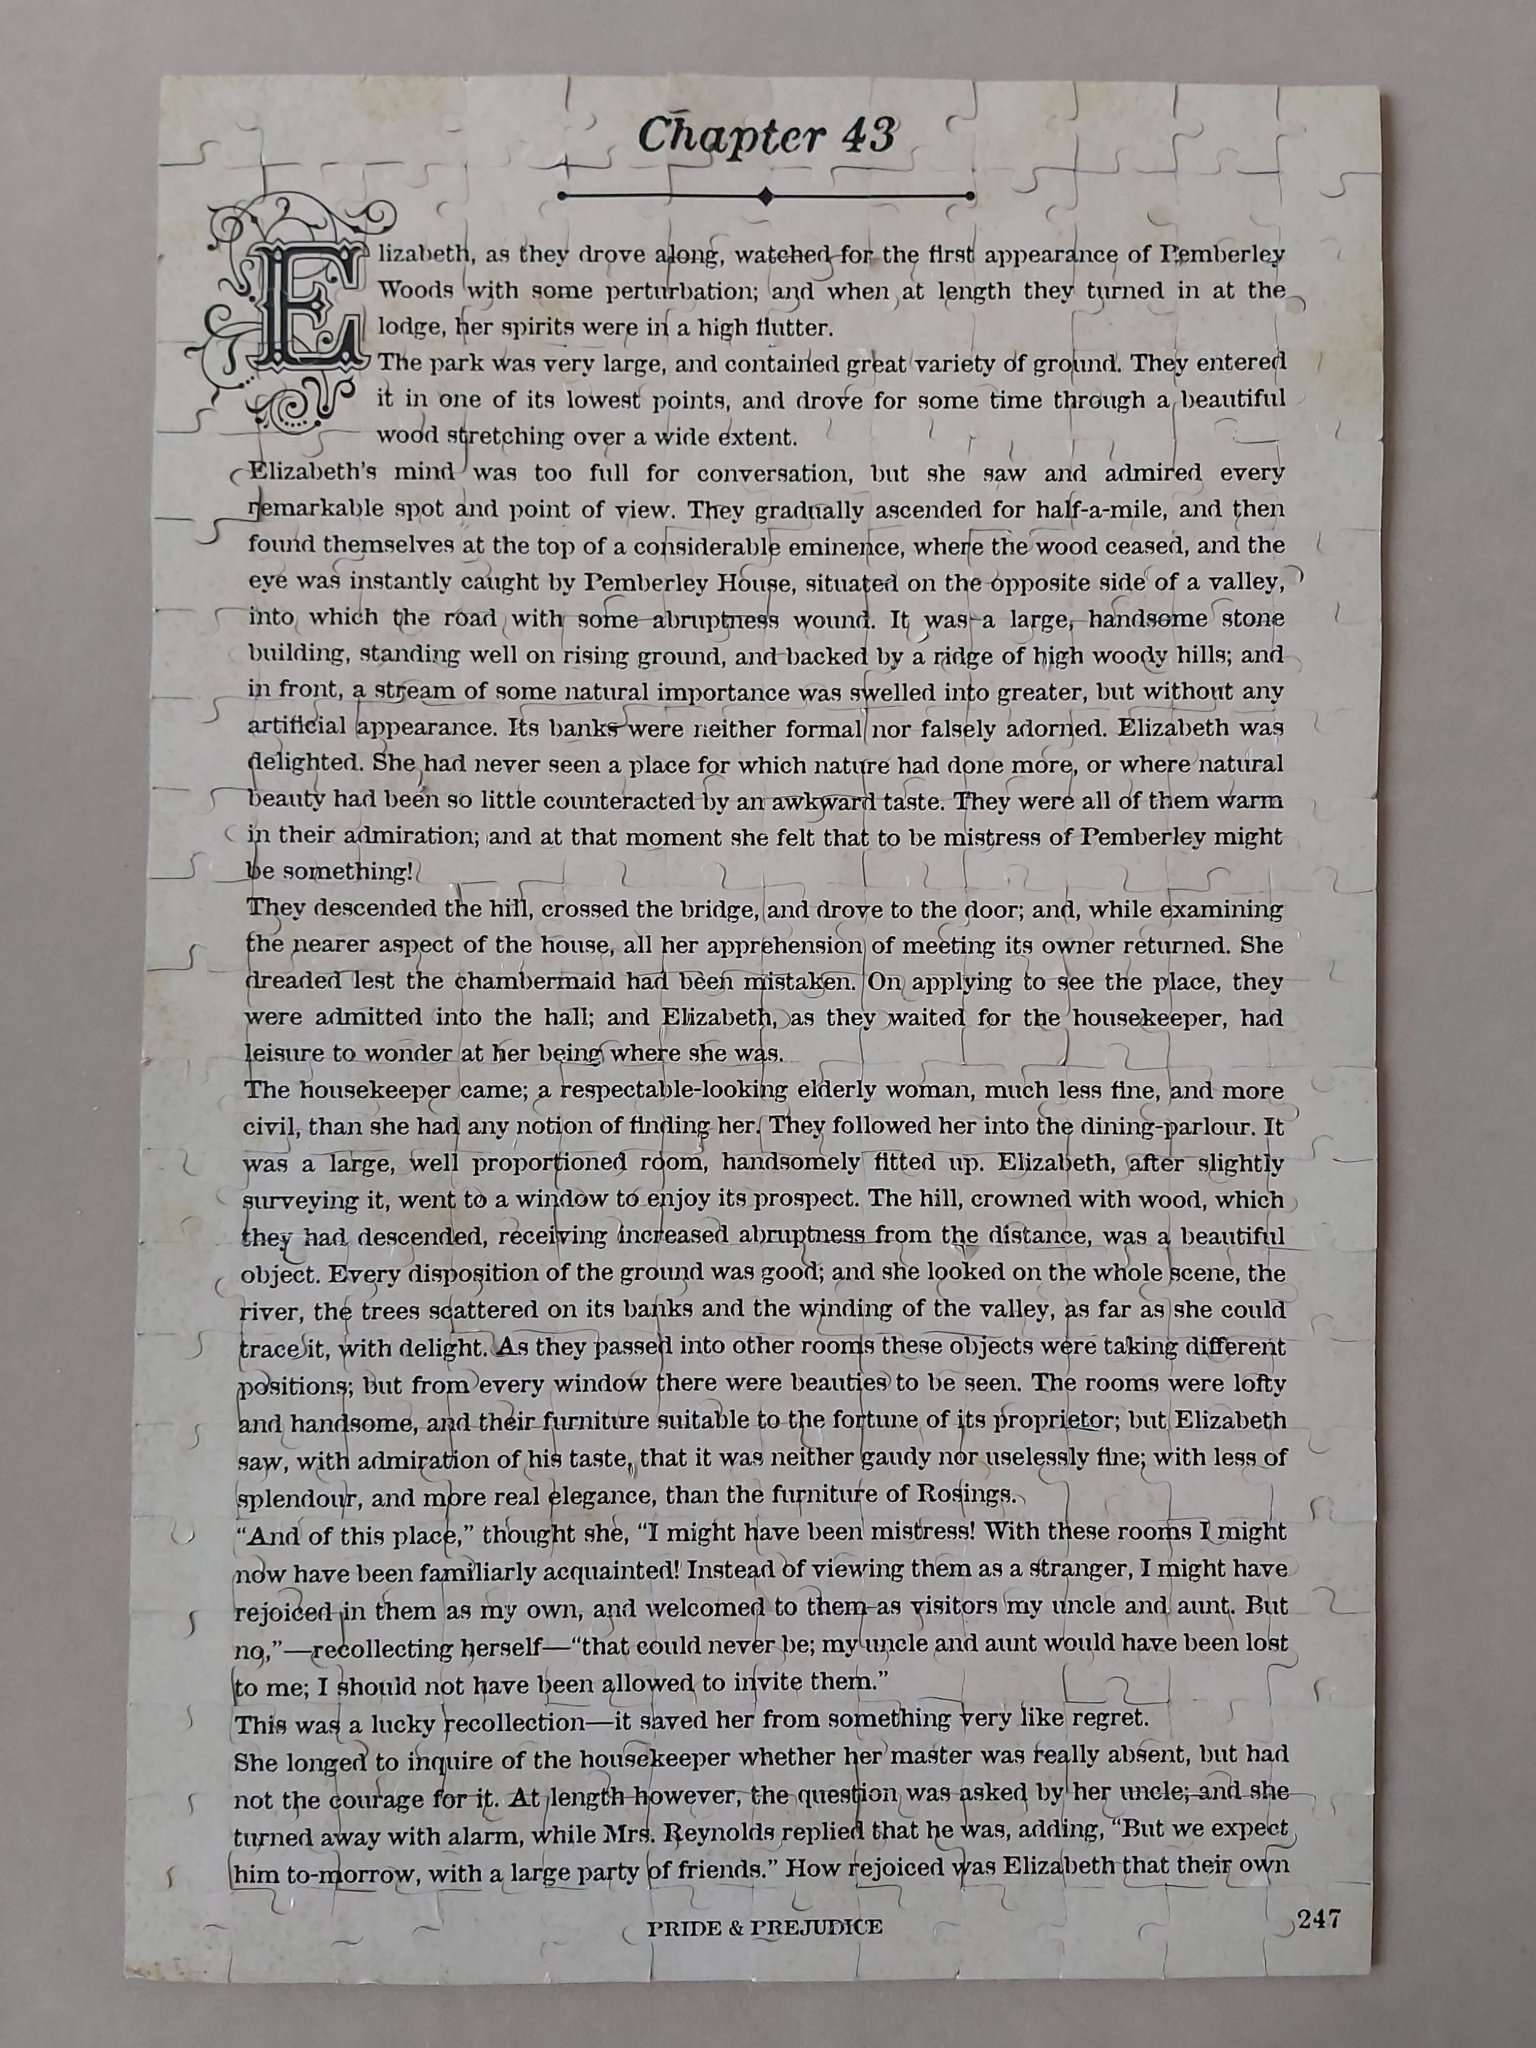 Chapter 43
Elizabeth, as they drove along, watched for the first appearance of Pemberley
Woods with some perturbation; and when at length they turned in at the
lodge, her spirits were in a high flutter.
The park was very large, and contained great variety of ground. They entered
it in one of its lowest points, and drove for some time through a beautiful
wood stretching over a wide extent.
Elizabeth’s mind was too full for conversation, but she saw and admired every
remarkable spot and point of view. They gradually ascended for half-a-mile, and then
found themselves at the top of a considerable eminence, where the wood ceased, and the
eye was instantly caught by Pemberley House, situated on the opposite side of a valley,
into which the road with some abruptness wound. It was a large, handsome stone
building, standing well on rising ground, and backed by a ridge of high woody hills; and
in front, a stream of some natural importance was swelled into greater, but without any
artificial appearance. Its banks were neither formal nor falsely adorned. Elizabeth was
delighted. She had never seen a place for which nature had done more, or where natural
beauty had been so little counteracted by an awkward taste. They were all of them warm
in their admiration; and at that moment she felt that to be mistress of Pemberley might
be something!
They descended the hill, crossed the bridge, and drove to the door; and, while examining
the nearer aspect of the house, all her apprehension of meeting its owner returned. She
dreaded lest the chambermaid had been mistaken. On applying to see the place, they
were admitted into the hall; and Elizabeth, as they waited for the housekeeper, had
leisure to wonder at her being where she was.
The housekeeper came; a respectable-looking elderly woman, much less fine, and more
civil, than she had any notion of finding her. They followed her into the dining-parlour. It
was a large, well proportioned room, handsomely fitted up. Elizabeth, after slightly
surveying it, went to a window to enjoy its prospect. The hill, crowned with wood, which
they had descended, receiving increased abruptness from the distance, was a beautiful
object. Every disposition of the ground was good; and she looked on the whole scene, the
river, the trees scattered on its banks and the winding of the valley, as far as she could
trace it, with delight. As they passed into other rooms these objects were taking different
positions; but from every window there were beauties to be seen. The rooms were lofty
and handsome, and their furniture suitable to the fortune of its proprietor; but Elizabeth
saw, with admiration of his taste, that it was neither gaudy nor uselessly fine; with less of
splendour, and more real elegance, than the furniture of Rosings.
“And of this place,” thought she, “I might have been mistress! With these rooms I might
now have been familiarly acquainted! Instead of viewing them as a stranger, I might have
rejoiced in them as my own, and welcomed to them as visitors my uncle and aunt. But
no,”—recollecting herself—“that could never be; my uncle and aunt would have been lost
to me; I should not have been allowed to invite them.”
This was a lucky recollection—it saved her from something very like regret.
She longed to inquire of the housekeeper whether her master was really absent, but had
not the courage for it. At length however, the question was asked by her uncle; and she
turned away with alarm, while Mrs. Reynolds replied that he was, adding, “But we expect
him to-morrow, with a large party of friends.” How rejoiced was Elizabeth that their own
PRIDE & PREJUDICE
247